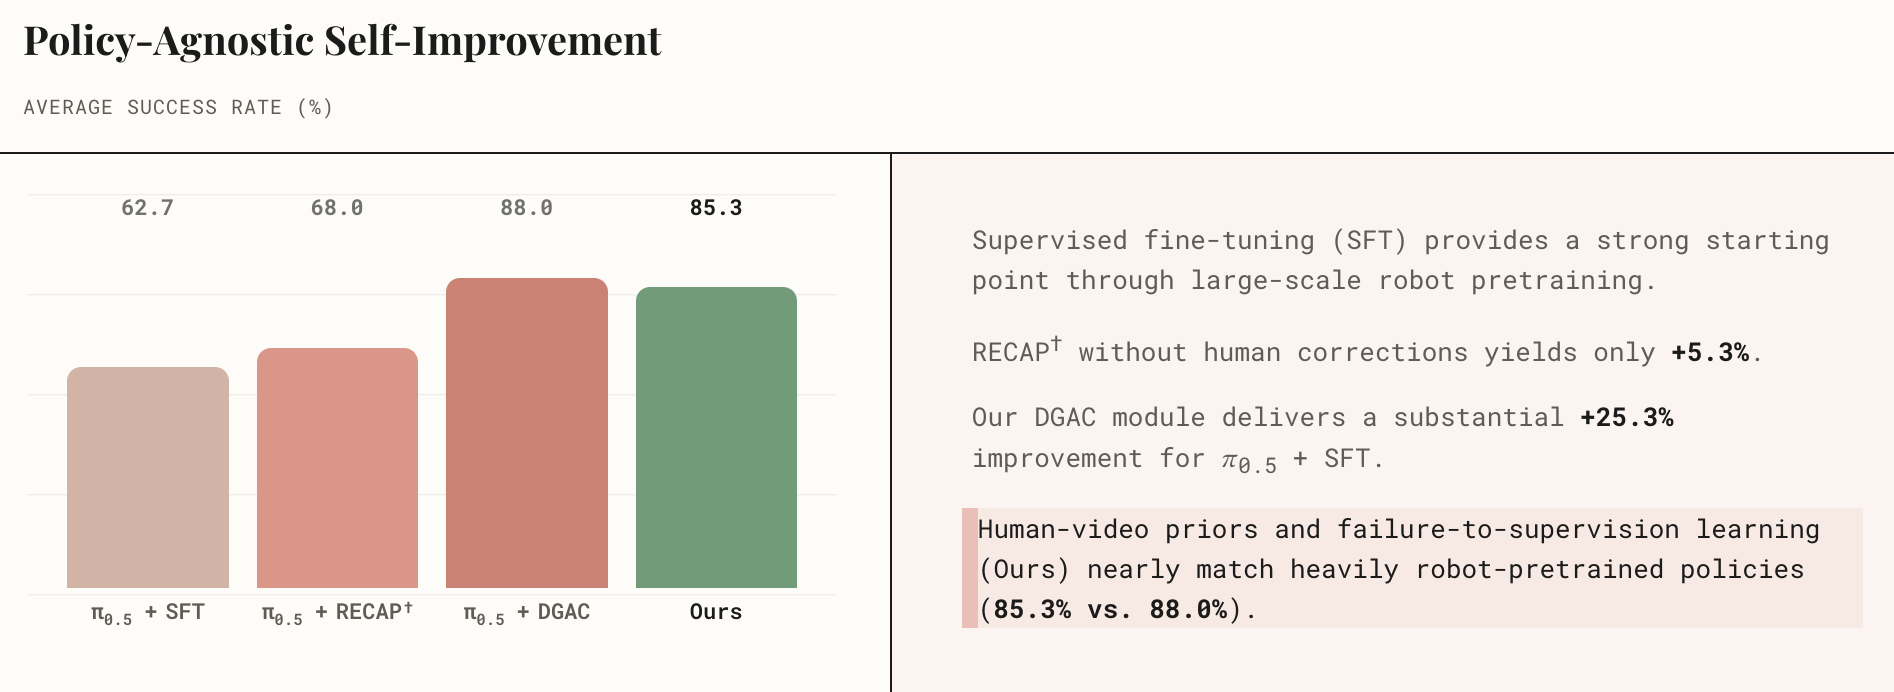 Policy-Agnostic Self-Improvement
AVERAGE SUCCESS RATE (%)
62.7 68.0 88.0 85.3
π0.5 + SFT π0.5 + RECAP† π0.5 + DGAC Ours
Supervised fine-tuning (SFT) provides a strong starting
point through large-scale robot pretraining.
RECAP† without human corrections yields only +5.3%.
Our DGAC module delivers a substantial +25.3%
improvement for π0.5 + SFT.
Human-video priors and failure-to-supervision learning
(Ours) nearly match heavily robot-pretrained policies
(85.3% vs. 88.0%).